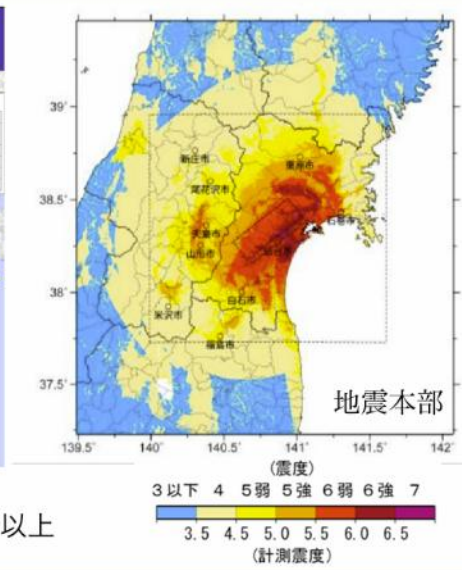 39°
新庄市
栗原市
尾花沢市
38.5°
石巻市
天童市
山形市
仙台市
38°
白石市
米沢市
福島市
37.5°
地震本部
139.5°
140°
140.5°
141°
141.5°
142°
(震度)
3以下 4 5弱 5強 6弱 6強 7
以上
3.5 4.5 5.0 5.5 6.0 6.5
(計測震度)